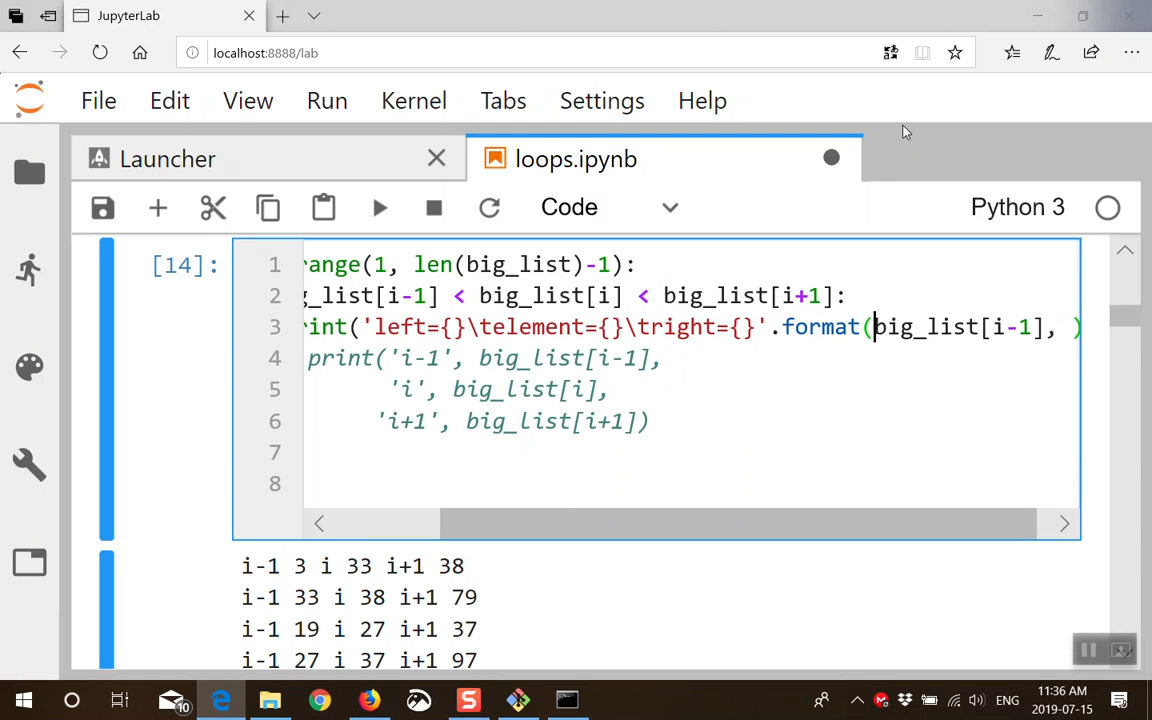 JupyterLab
localhost:8888/lab
File Edit View Run Kernel Tabs Settings Help
Launcher loops.ipynb
Code Python 3
[14]:
1 range(1, len(big_list)-1):
2 g_list[i-1] < big_list[i] < big_list[i+1]:
3 rint('left={}\telement={}\tright={}'.format(big_list[i-1], )
4 print('i-1', big_list[i-1],
5 'i', big_list[i],
6 'i+1', big_list[i+1])
7
8
i-1 3 i 33 i+1 38
i-1 33 i 38 i+1 79
i-1 19 i 27 i+1 37
i-1 27 i 37 i+1 97
10
ENG
11:36 AM
2019-07-15